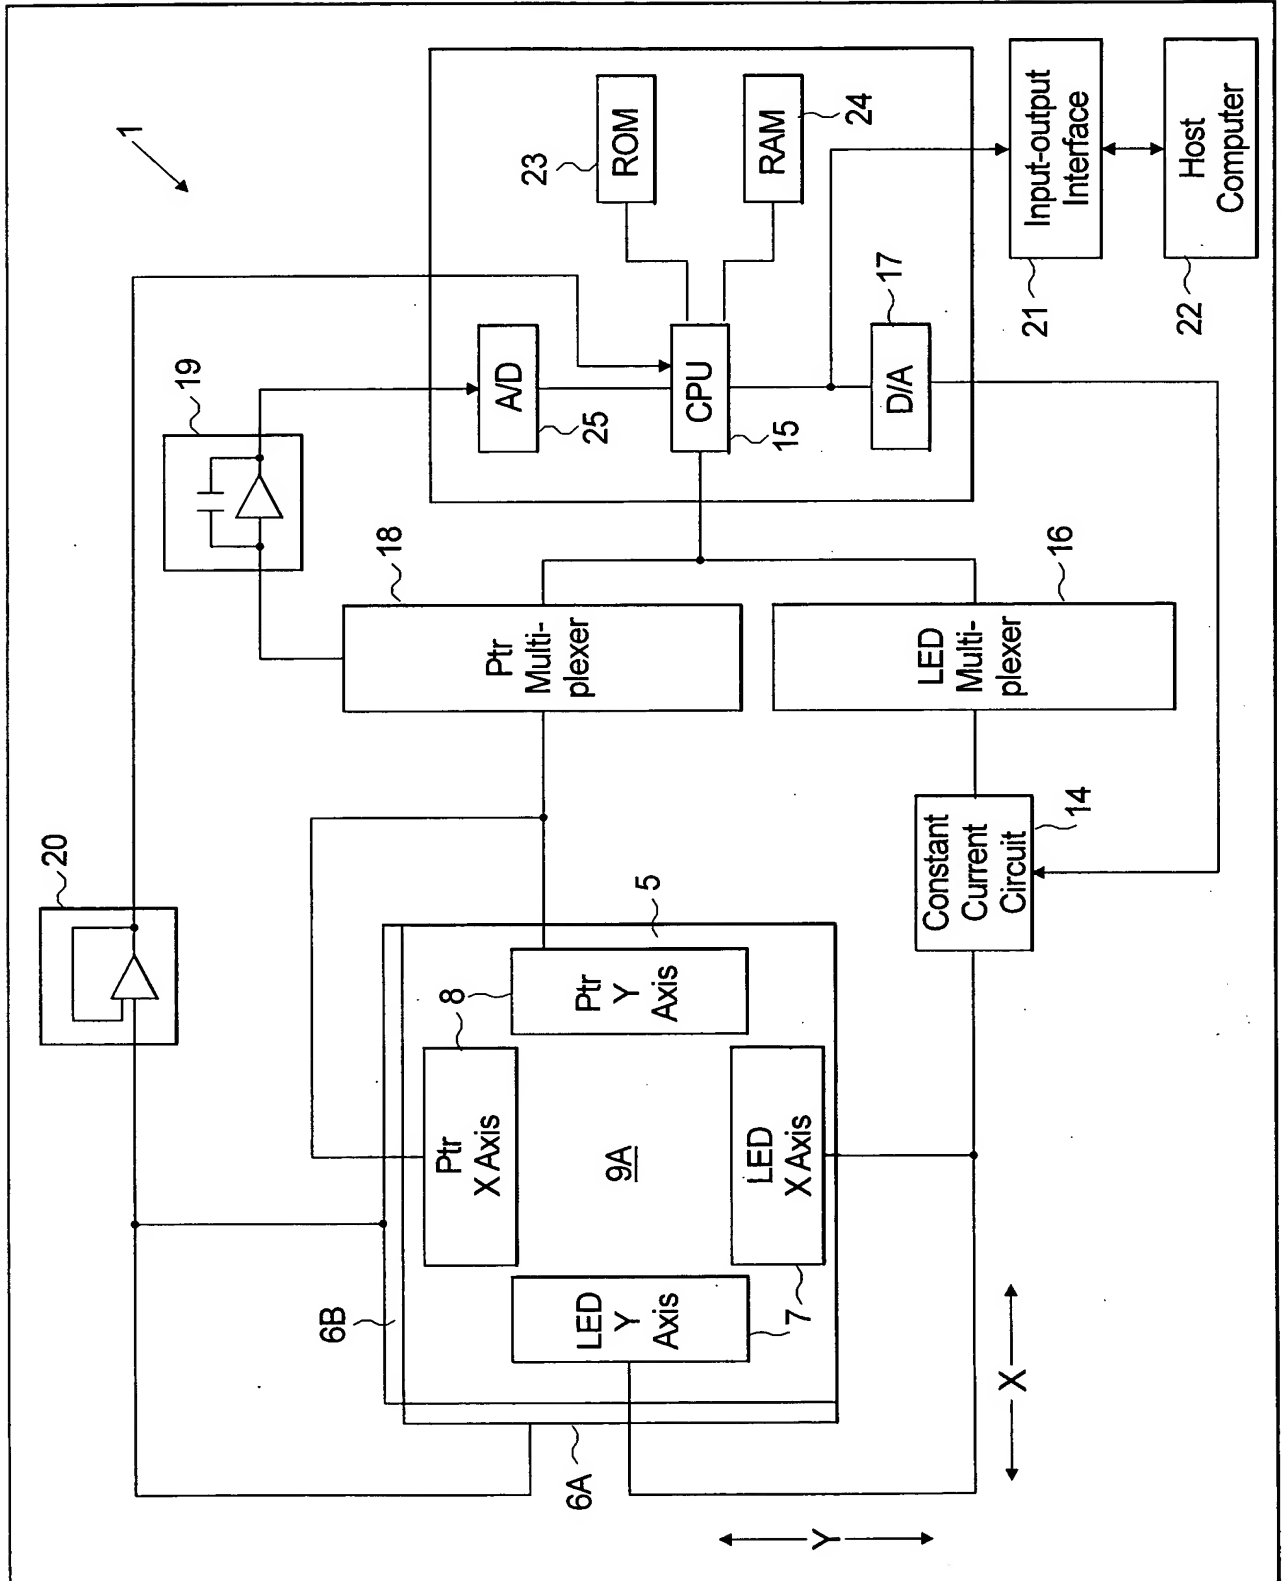 1
20
19
18
16
14
5
8
6B
6A
7
9A
23
24
25
15
17
21
22
ROM
RAM
A/D
CPU
D/A
Input-output
Interface
Host
Computer
Ptr
Multi-
plexer
LED
Multi-
plexer
Constant
Current
Circuit
Ptr
X Axis
Ptr
Y
Axis
LED
Y
Axis
LED
X Axis
X
Y